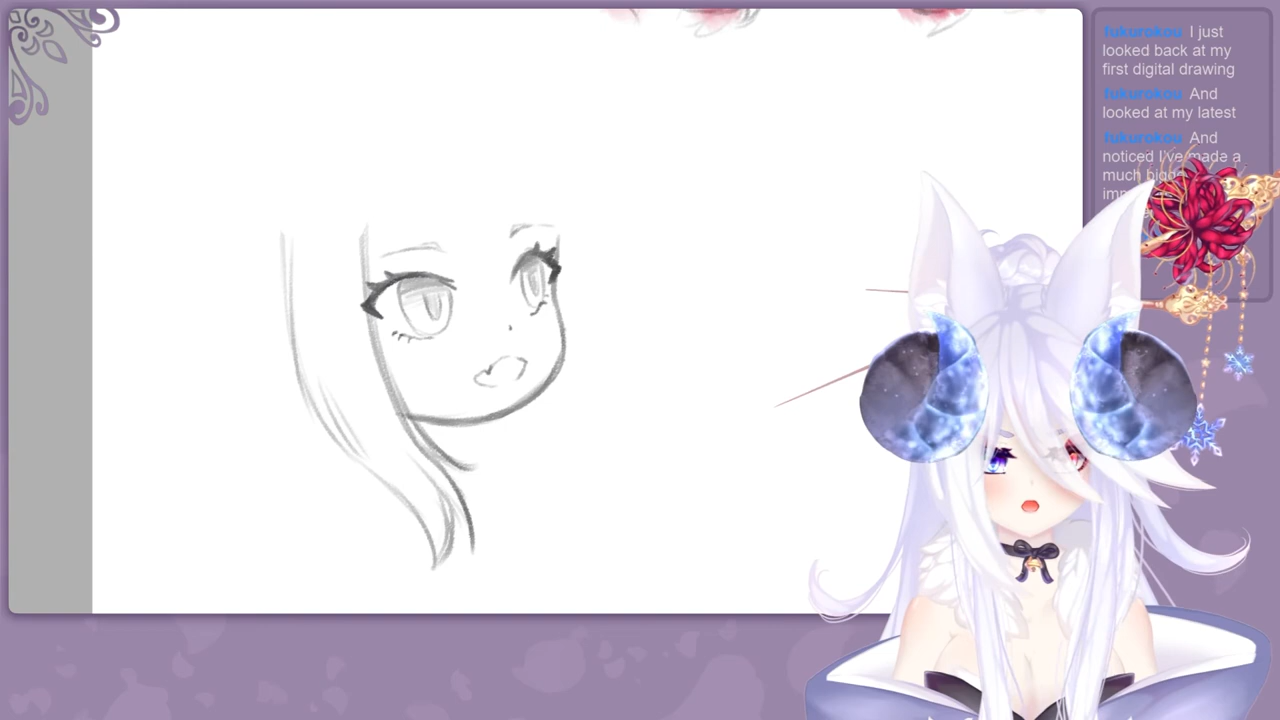 fukurokou I just
looked back at my
first digital drawing
fukurokou And
looked at my latest
fukurokou And
noticed I've made a
much